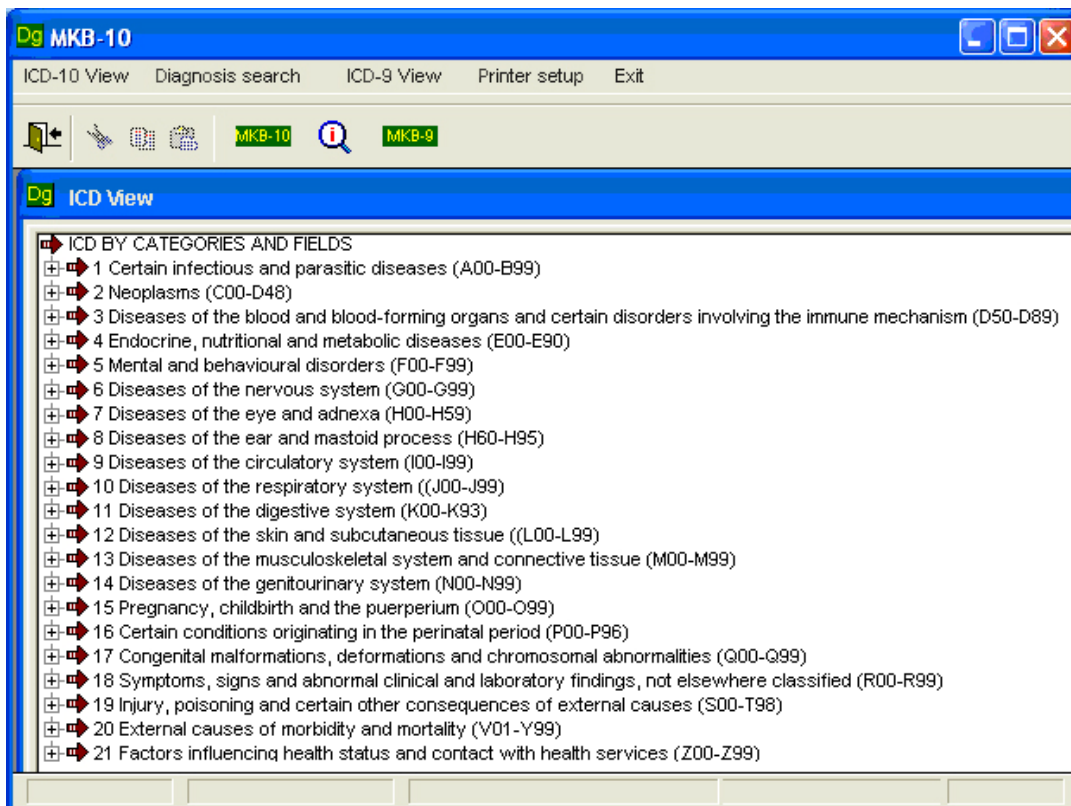 Dg MKB-10
ICD-10 View Diagnosis search ICD-9 View Printer setup Exit
MKB-10 i MKB-9
Dg ICD View
ICD BY CATEGORIES AND FIELDS
1 Certain infectious and parasitic diseases (A00-B99)
2 Neoplasms (C00-D48)
3 Diseases of the blood and blood-forming organs and certain disorders involving the immune mechanism (D50-D89)
4 Endocrine, nutritional and metabolic diseases (E00-E90)
5 Mental and behavioural disorders (F00-F99)
6 Diseases of the nervous system (G00-G99)
7 Diseases of the eye and adnexa (H00-H59)
8 Diseases of the ear and mastoid process (H60-H95)
9 Diseases of the circulatory system (I00-I99)
10 Diseases of the respiratory system ((J00-J99)
11 Diseases of the digestive system (K00-K93)
12 Diseases of the skin and subcutaneous tissue ((L00-L99)
13 Diseases of the musculoskeletal system and connective tissue (M00-M99)
14 Diseases of the genitourinary system (N00-N99)
15 Pregnancy, childbirth and the puerperium (O00-O99)
16 Certain conditions originating in the perinatal period (P00-P96)
17 Congenital malformations, deformations and chromosomal abnormalities (Q00-Q99)
18 Symptoms, signs and abnormal clinical and laboratory findings, not elsewhere classified (R00-R99)
19 Injury, poisoning and certain other consequences of external causes (S00-T98)
20 External causes of morbidity and mortality (V01-Y99)
21 Factors influencing health status and contact with health services (Z00-Z99)